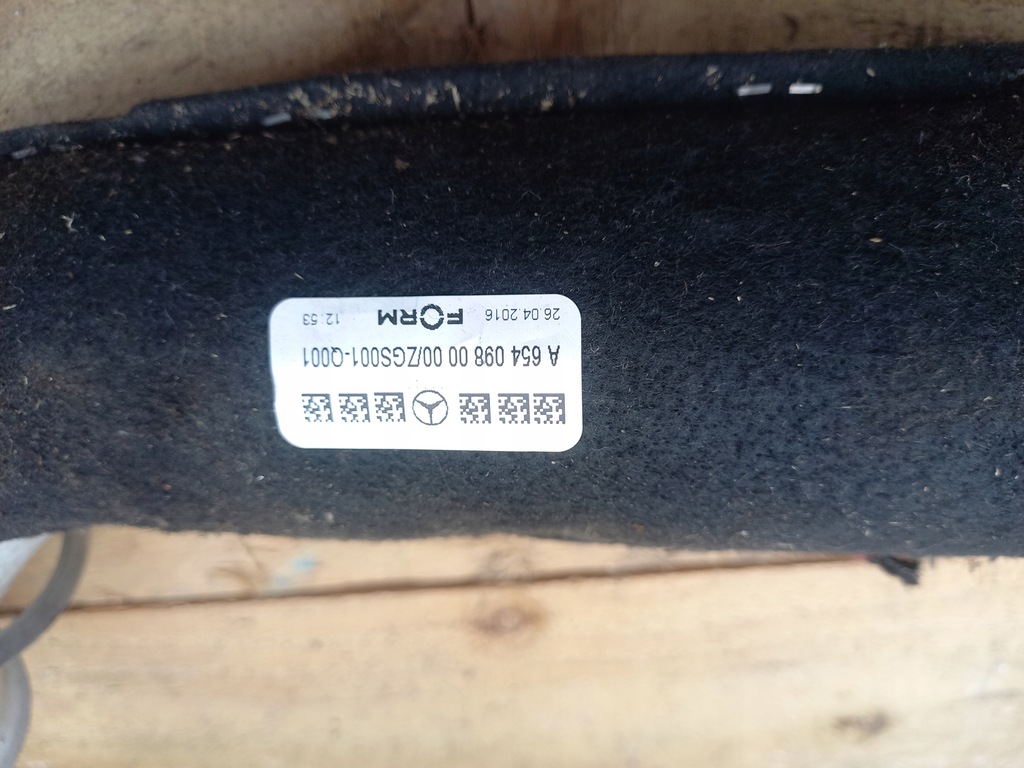 A 654 098 00 00/ZGS001-Q001
26.04.2016 FORM 12:53